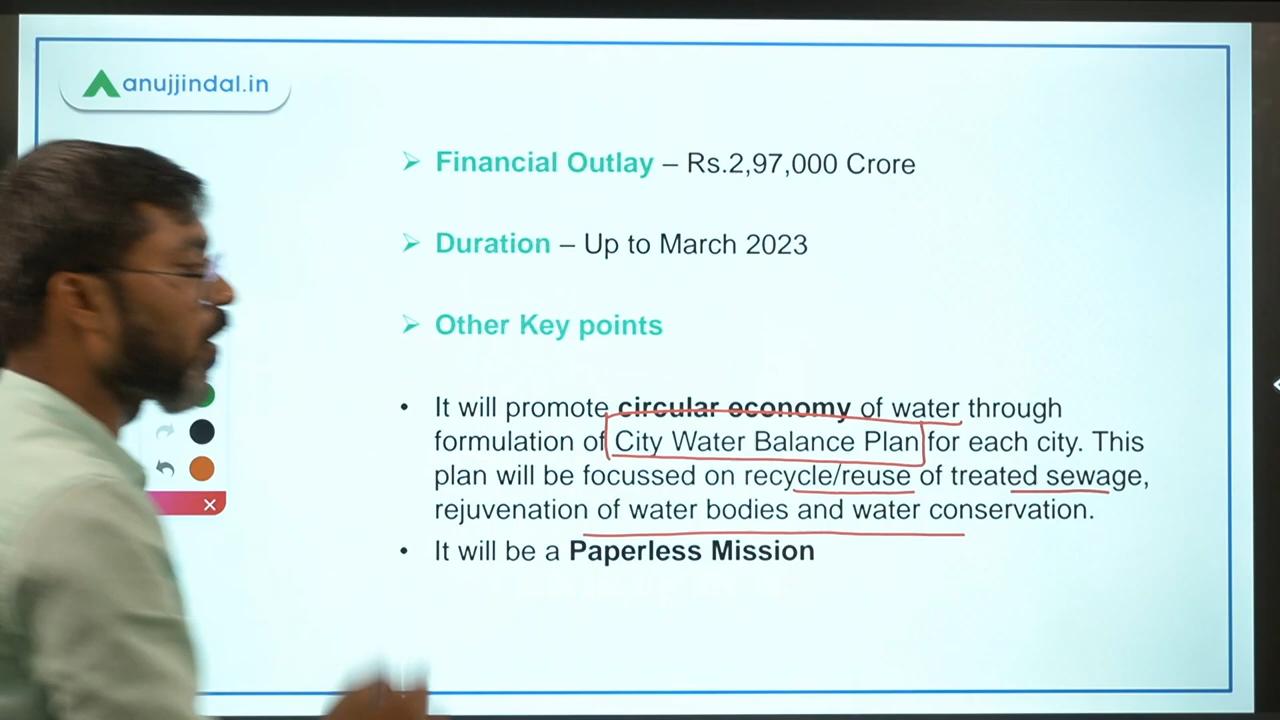 anujjindal.in
➢ Financial Outlay – Rs.2,97,000 Crore
➢ Duration – Up to March 2023
➢ Other Key points
• It will promote circular economy of water through
formulation of City Water Balance Plan for each city. This
plan will be focussed on recycle/reuse of treated sewage,
rejuvenation of water bodies and water conservation.
• It will be a Paperless Mission